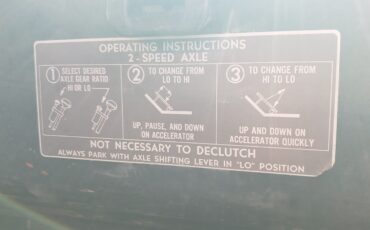 OPERATING INSTRUCTIONS
2-SPEED AXLE
1 SELECT DESIRED
AXLE GEAR RATIO:
HI OR LO
2 TO CHANGE FROM
LO TO HI
UP, PAUSE, AND DOWN
ON ACCELERATOR
3 TO CHANGE FROM
HI TO LO
UP AND DOWN ON
ACCELERATOR QUICKLY
NOT NECESSARY TO DECLUTCH
ALWAYS PARK WITH AXLE SHIFTING LEVER IN "LO" POSITION